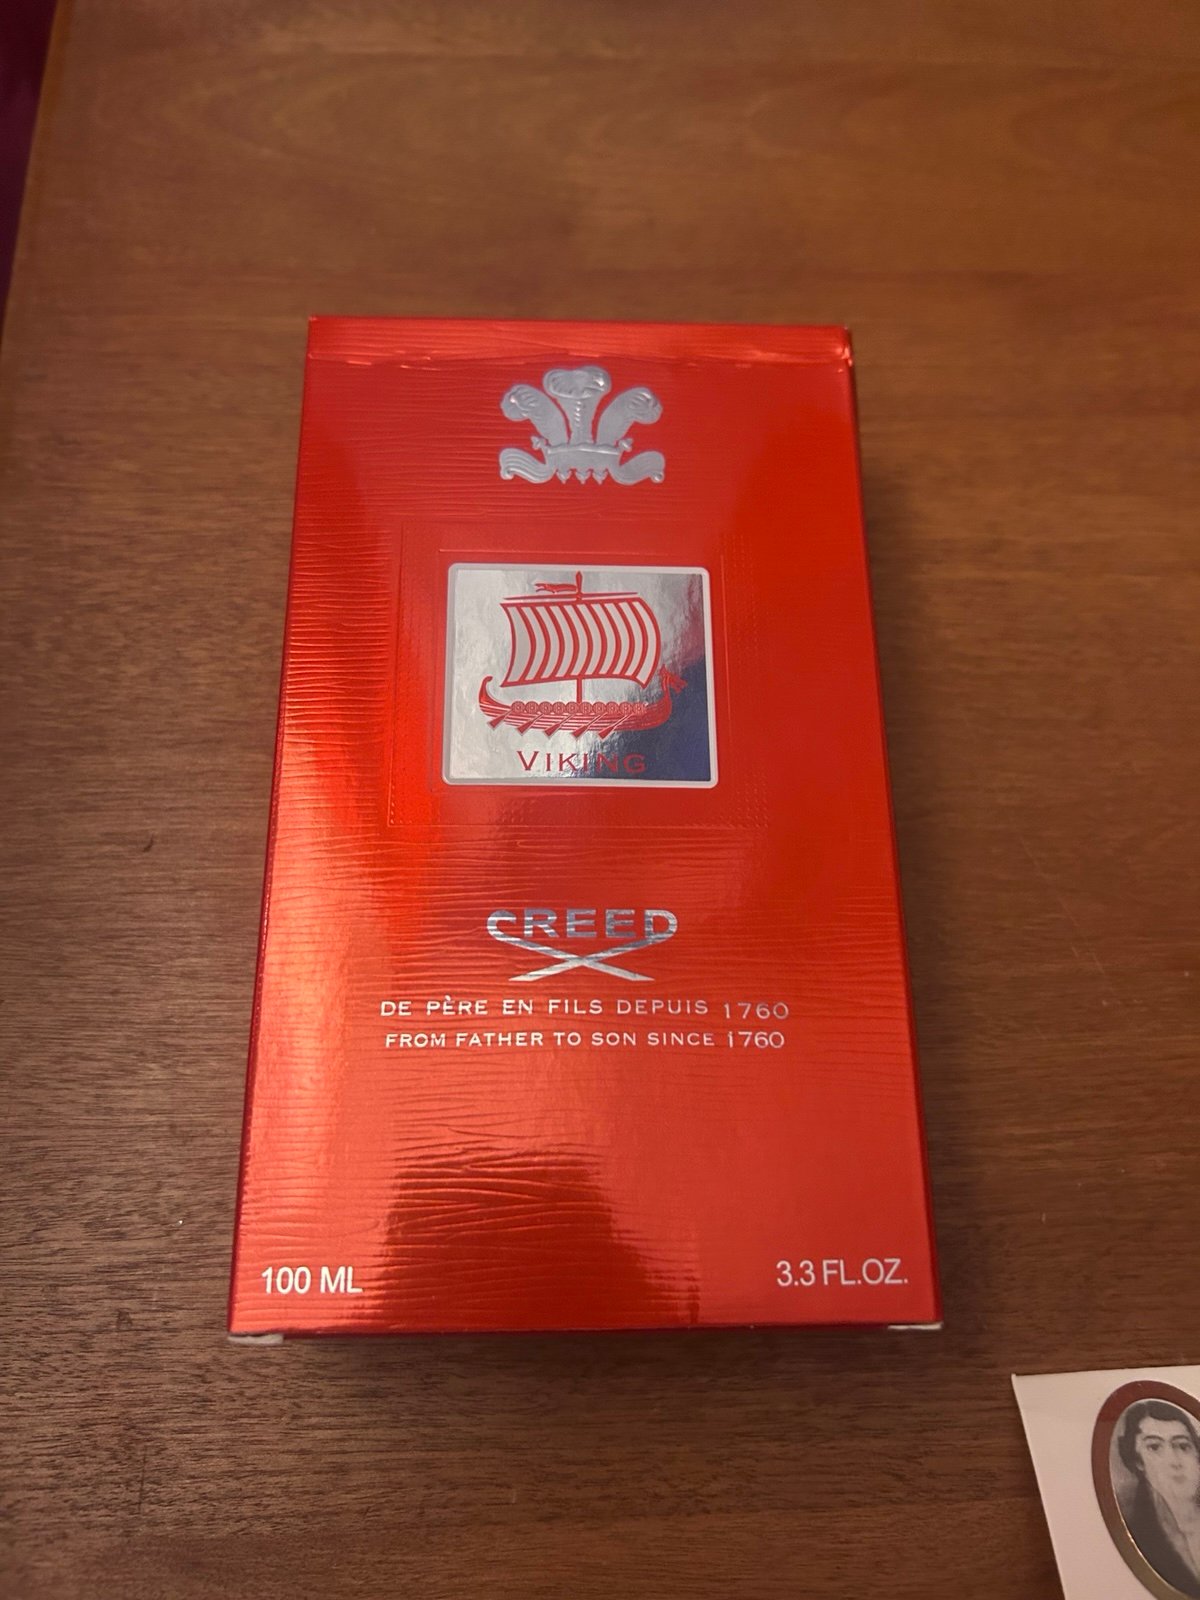 VIKING
CREED
DE PÈRE EN FILS DEPUIS 1760
FROM FATHER TO SON SINCE 1760
100 ML
3.3 FL.OZ.